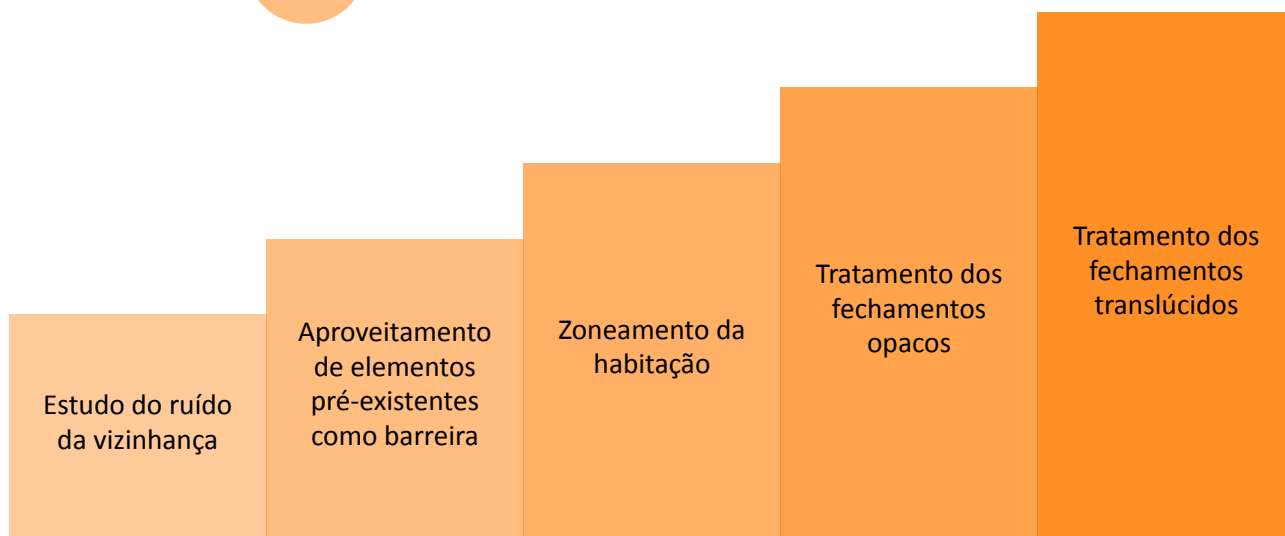 Estudo do ruído
da vizinhança
Aproveitamento
de elementos
pré-existentes
como barreira
Zoneamento da
habitação
Tratamento dos
fechamentos
opacos
Tratamento dos
fechamentos
translúcidos